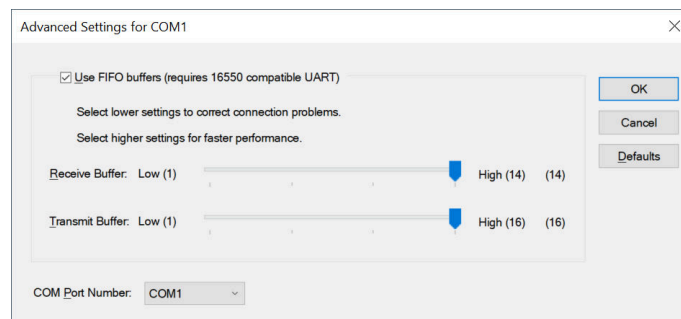 Advanced Settings for COM1
Use FIFO buffers (requires 16550 compatible UART)
OK
Select lower settings to correct connection problems.
Cancel
Select higher settings for faster performance.
Defaults
Receive Buffer: Low (1) High (14) (14)
Transmit Buffer: Low (1) High (16) (16)
COM Port Number: COM1